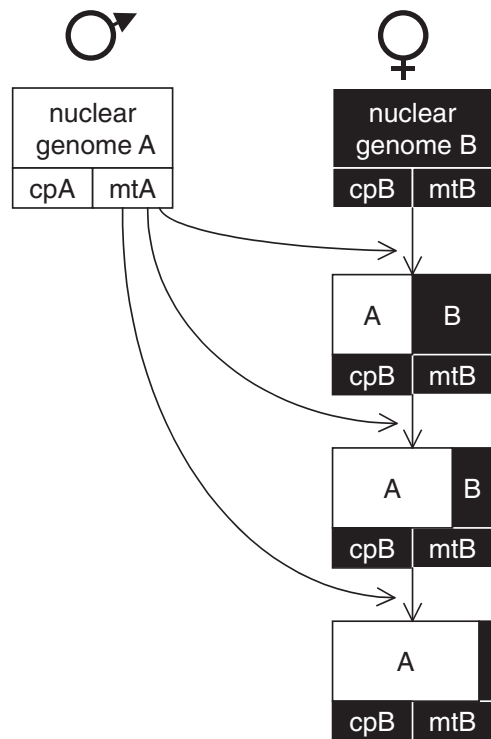 nuclear
genome A
cpA mtA
nuclear
genome B
cpB mtB
A B
cpB mtB
A B
cpB mtB
A
cpB mtB